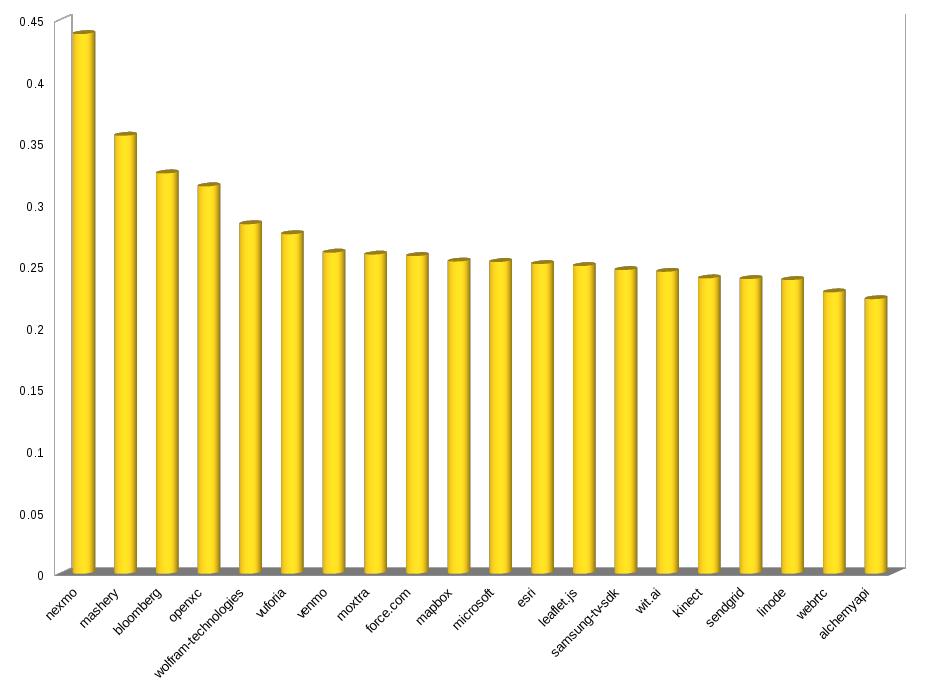 0.45
0.4
0.35
0.3
0.25
0.2
0.15
0.1
0.05
0
nexmo
mashery
bloomberg
openxc
wolfram-technologies
vuforia
venmo
moxtra
force.com
mapbox
microsoft
esri
leaflet.js
samsung-tv-sdk
wit.ai
kinect
sendgrid
linode
webrtc
alchemyapi